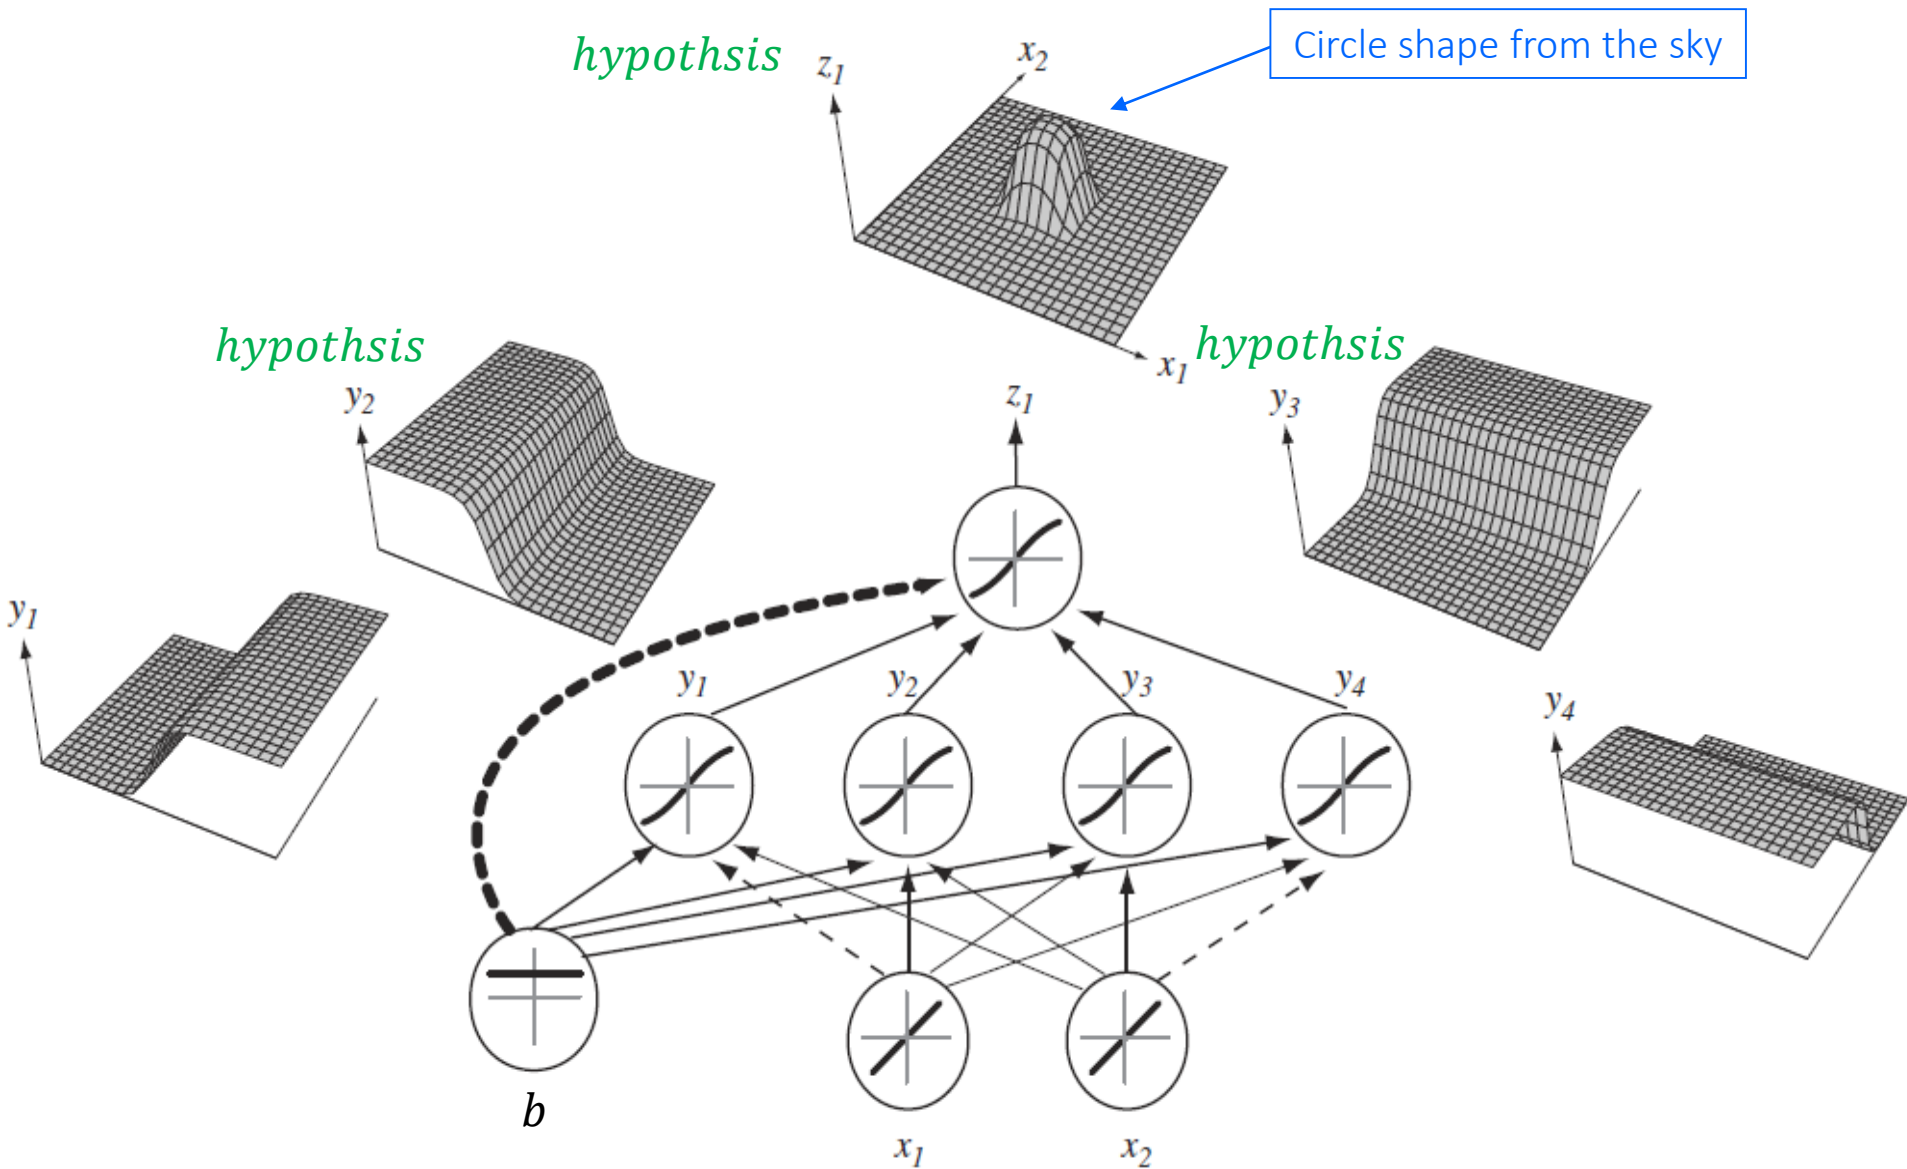 hypothsis
z1
x2
Circle shape from the sky
x1
hypothsis
y2
hypothsis
y3
z1
y1
y4
y1
y2
y3
y4
b
x1
x2